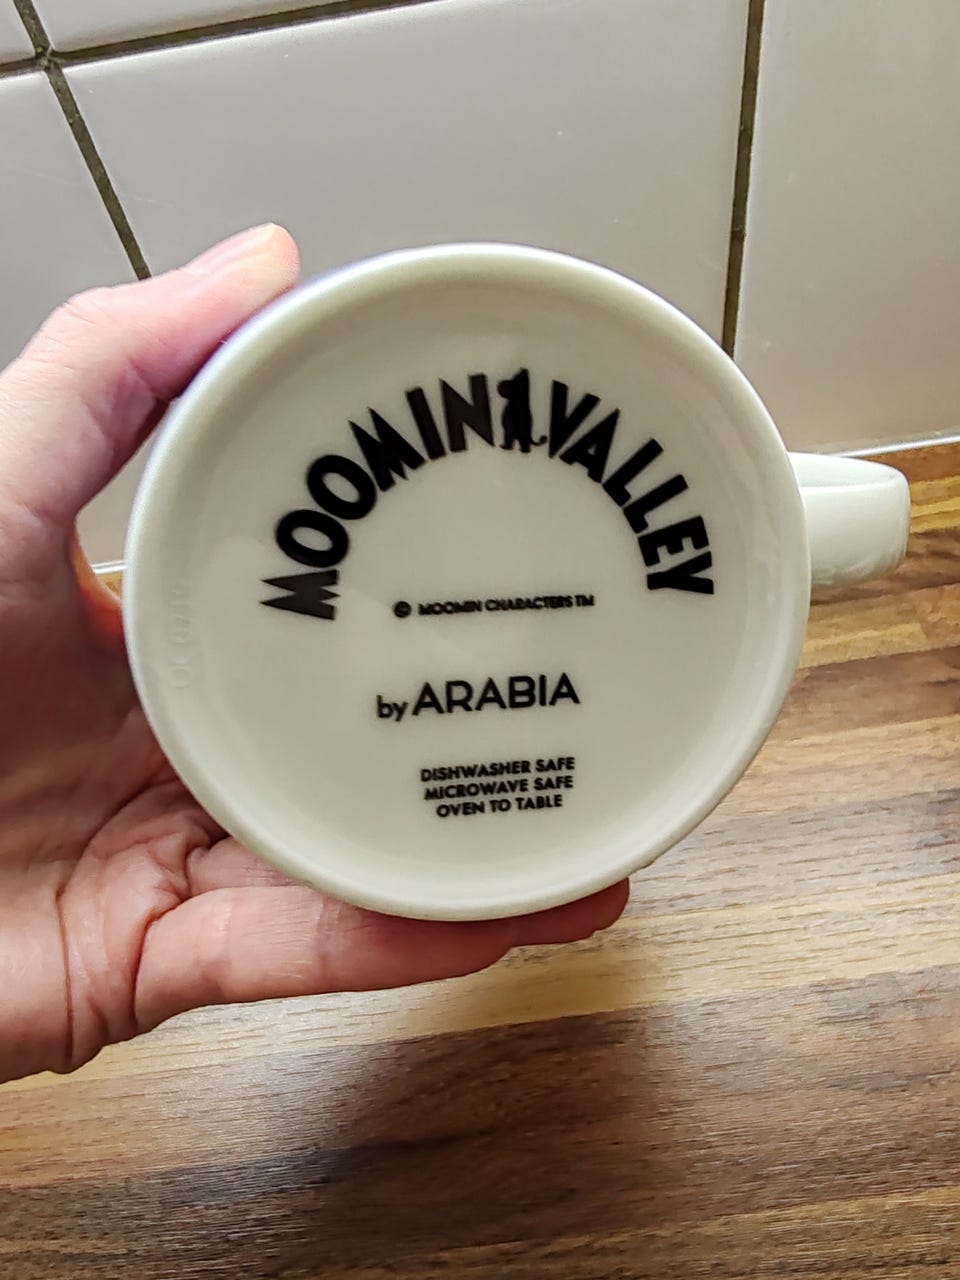 MOOMINVALLEY
© MOOMIN CHARACTERS TM
by ARABIA
DISHWASHER SAFE
MICROWAVE SAFE
OVEN TO TABLE